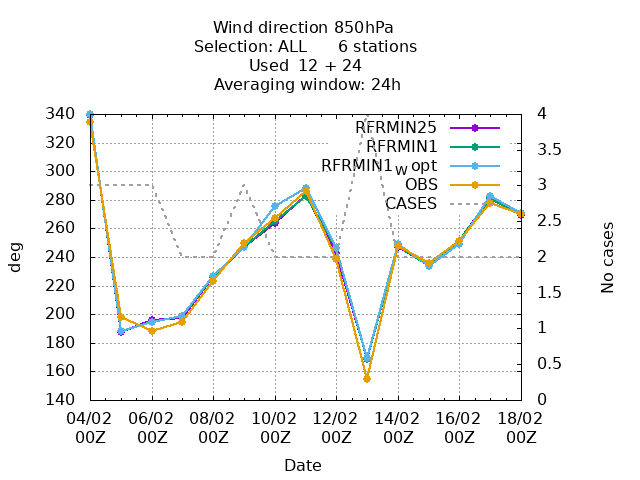 Wind direction 850hPa
Selection: ALL 6 stations
Used 12 + 24
Averaging window: 24h
340
320
300
280
260
240
220
200
180
160
140
deg
4
3.5
3
2.5
2
1.5
1
0.5
0
No cases
RFRMIN25
RFRMIN1
RFRMIN1w opt
OBS
CASES
04/02 06/02 08/02 10/02 12/02 14/02 16/02 18/02
00Z 00Z 00Z 00Z 00Z 00Z 00Z 00Z
Date